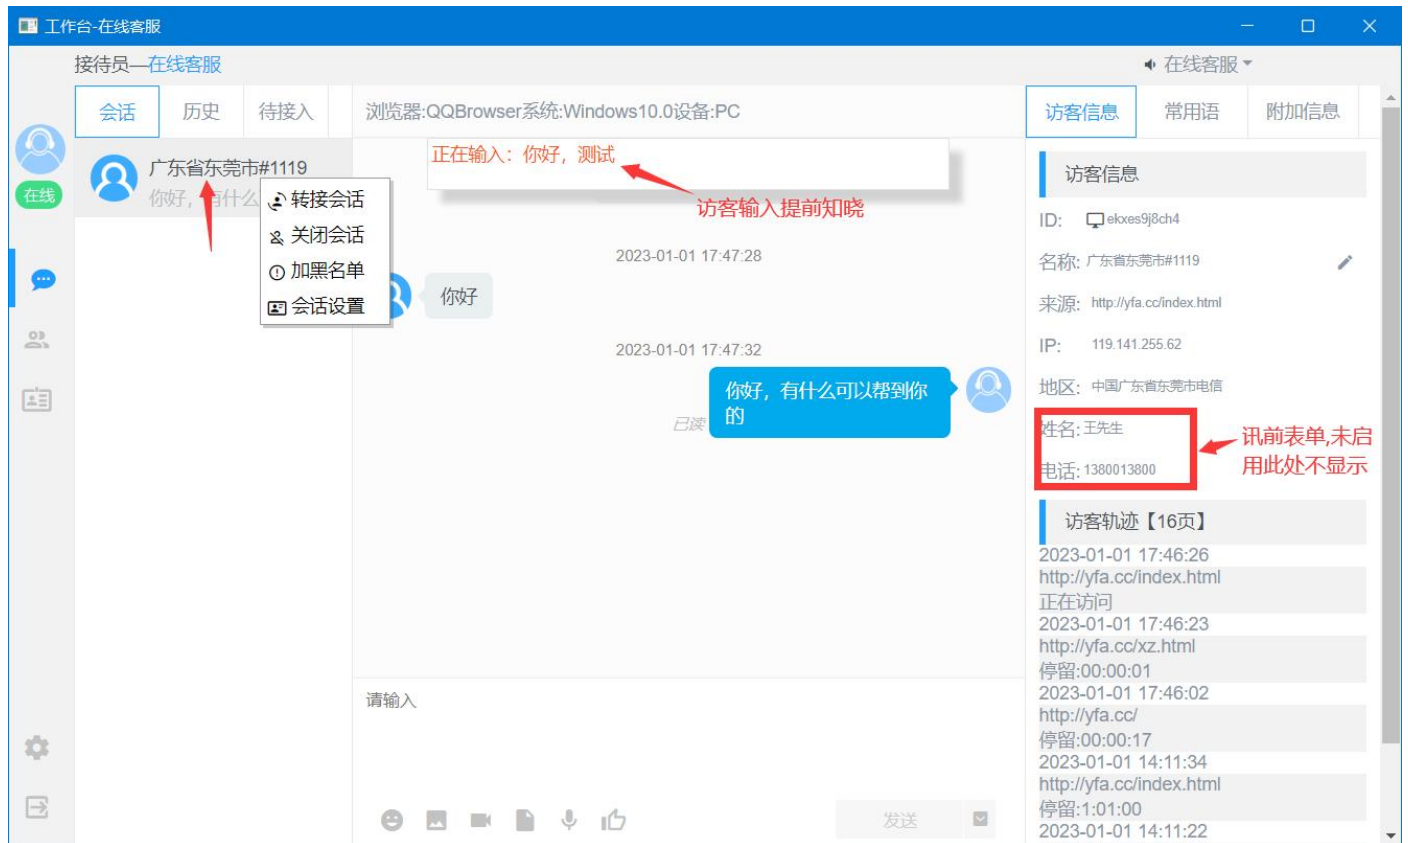 工作台-在线客服
接待员—在线客服
在线客服
会话
历史
待接入
浏览器:QQBrowser系统:Windows10.0设备:PC
访客信息
常用语
附加信息
在线
广东省东莞市#1119
你好，有什么
转接会话
关闭会话
加黑名单
会话设置
正在输入：你好，测试
访客输入提前知晓
2023-01-01 17:47:28
你好
2023-01-01 17:47:32
你好，有什么可以帮到你
的
已读
请输入
发送
访客信息
ID: ekxes9j8ch4
名称: 广东省东莞市#1119
来源: http://yfa.cc/index.html
IP: 119.141.255.62
地区: 中国广东省东莞市电信
姓名: 王先生
电话: 1380013800
讯前表单,未启
用此处不显示
访客轨迹【16页】
2023-01-01 17:46:26
http://yfa.cc/index.html
正在访问
2023-01-01 17:46:23
http://yfa.cc/xz.html
停留:00:00:01
2023-01-01 17:46:02
http://yfa.cc/
停留:00:00:17
2023-01-01 14:11:34
http://yfa.cc/index.html
停留:1:01:00
2023-01-01 14:11:22